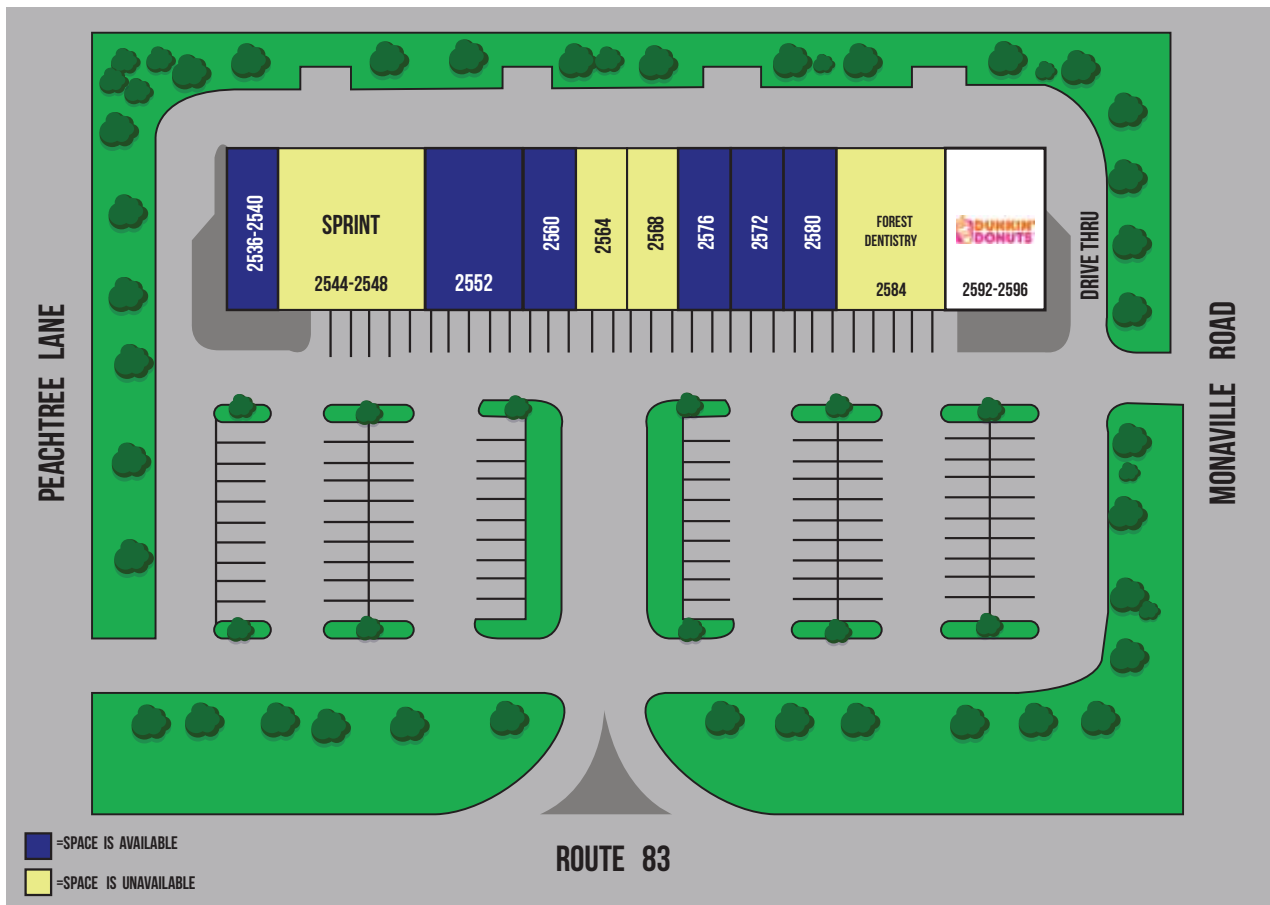 2536-2540
SPRINT
2544-2548
2552
2560
2564
2568
2576
2572
2580
FOREST
DENTISTRY
2584
DUNKIN'
DONUTS
2592-2596
DRIVE THRU
PEACHTREE LANE
MONAVILLE ROAD
=SPACE IS AVAILABLE
=SPACE IS UNAVAILABLE
ROUTE 83